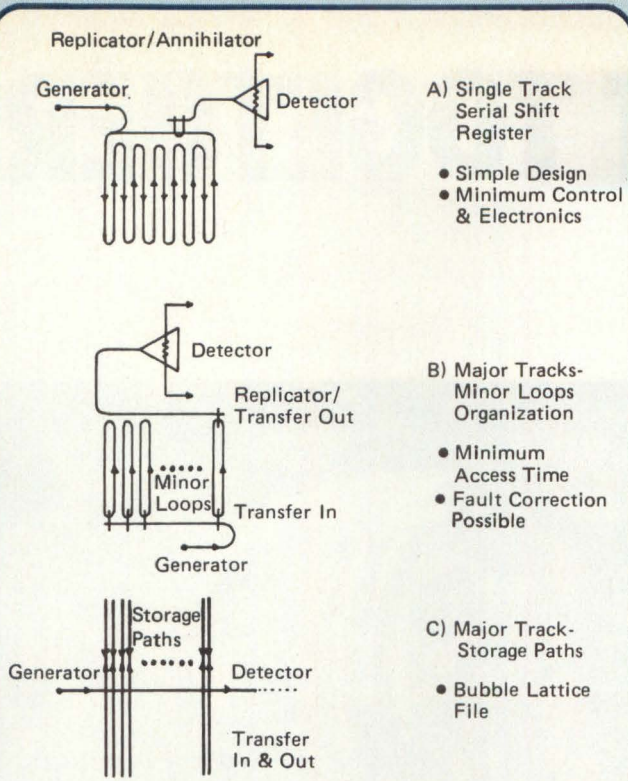 Replicator/Annihilator
Generator
Detector
A) Single Track
Serial Shift
Register
• Simple Design
• Minimum Control
& Electronics
Detector
Replicator/
Transfer Out
Minor
Loops
Transfer In
Generator
B) Major Tracks-
Minor Loops
Organization
• Minimum
Access Time
• Fault Correction
Possible
Storage
Paths
Generator
Detector
Transfer
In & Out
C) Major Track-
Storage Paths
• Bubble Lattice
File